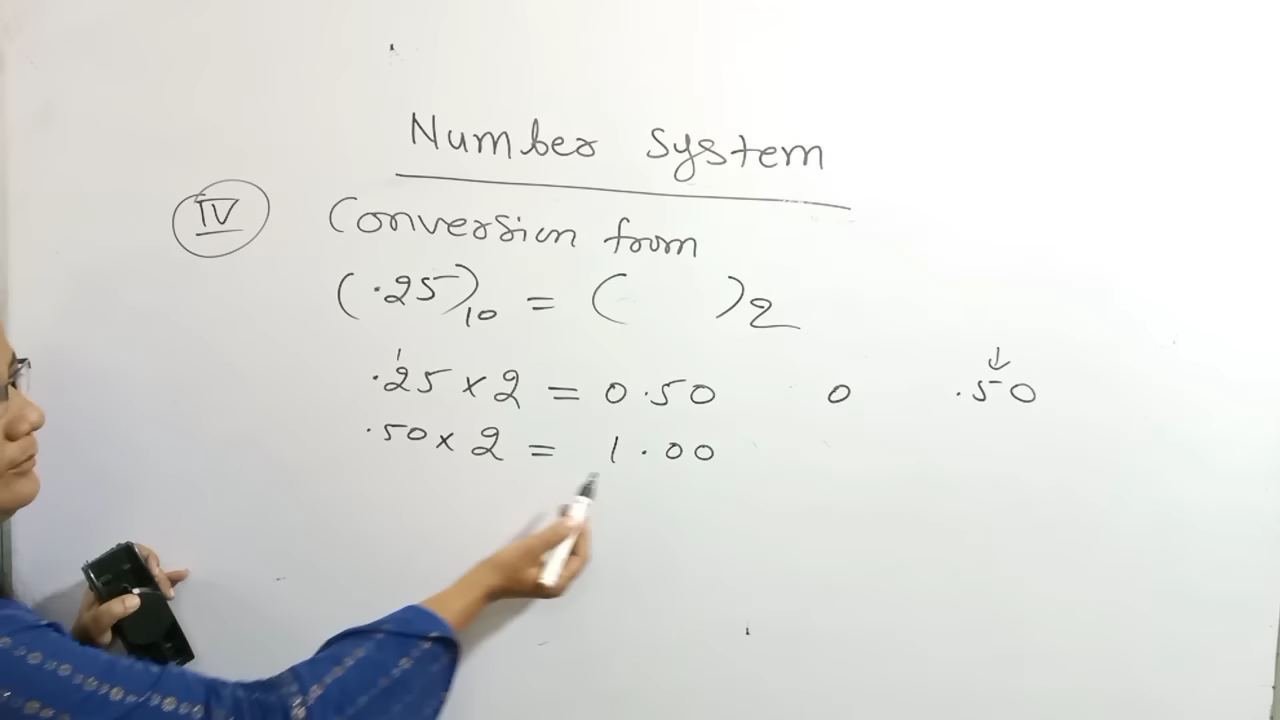 Number System
IV Conversion from
(.25)10 = ( )2
.25 × 2 = 0.50 0 .50
.50 × 2 = 1.00